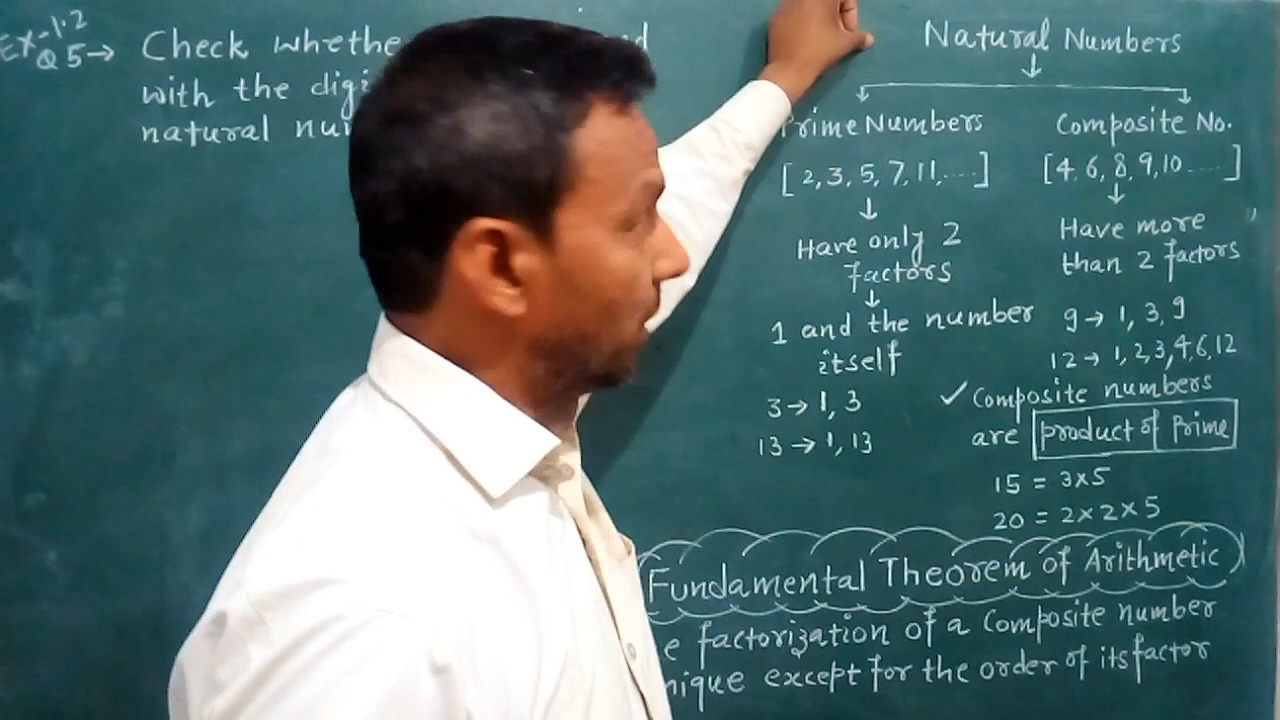 Ex-1.2
Q5→ Check whethe
with the digi
natural nu
Natural Numbers
Prime Numbers
[2, 3, 5, 7, 11, ....]
↓
Have only 2
factors
↓
1 and the number
itself
3 → 1, 3
13 → 1, 13
Composite No.
[4, 6, 8, 9, 10 ....]
↓
Have more
than 2 factors
9 → 1, 3, 9
12 → 1, 2, 3, 4, 6, 12
✓ Composite numbers
are product of Prime
15 = 3×5
20 = 2×2×5
Fundamental Theorem of Arithmetic
e factorization of a Composite number
nique except for the order of its factor